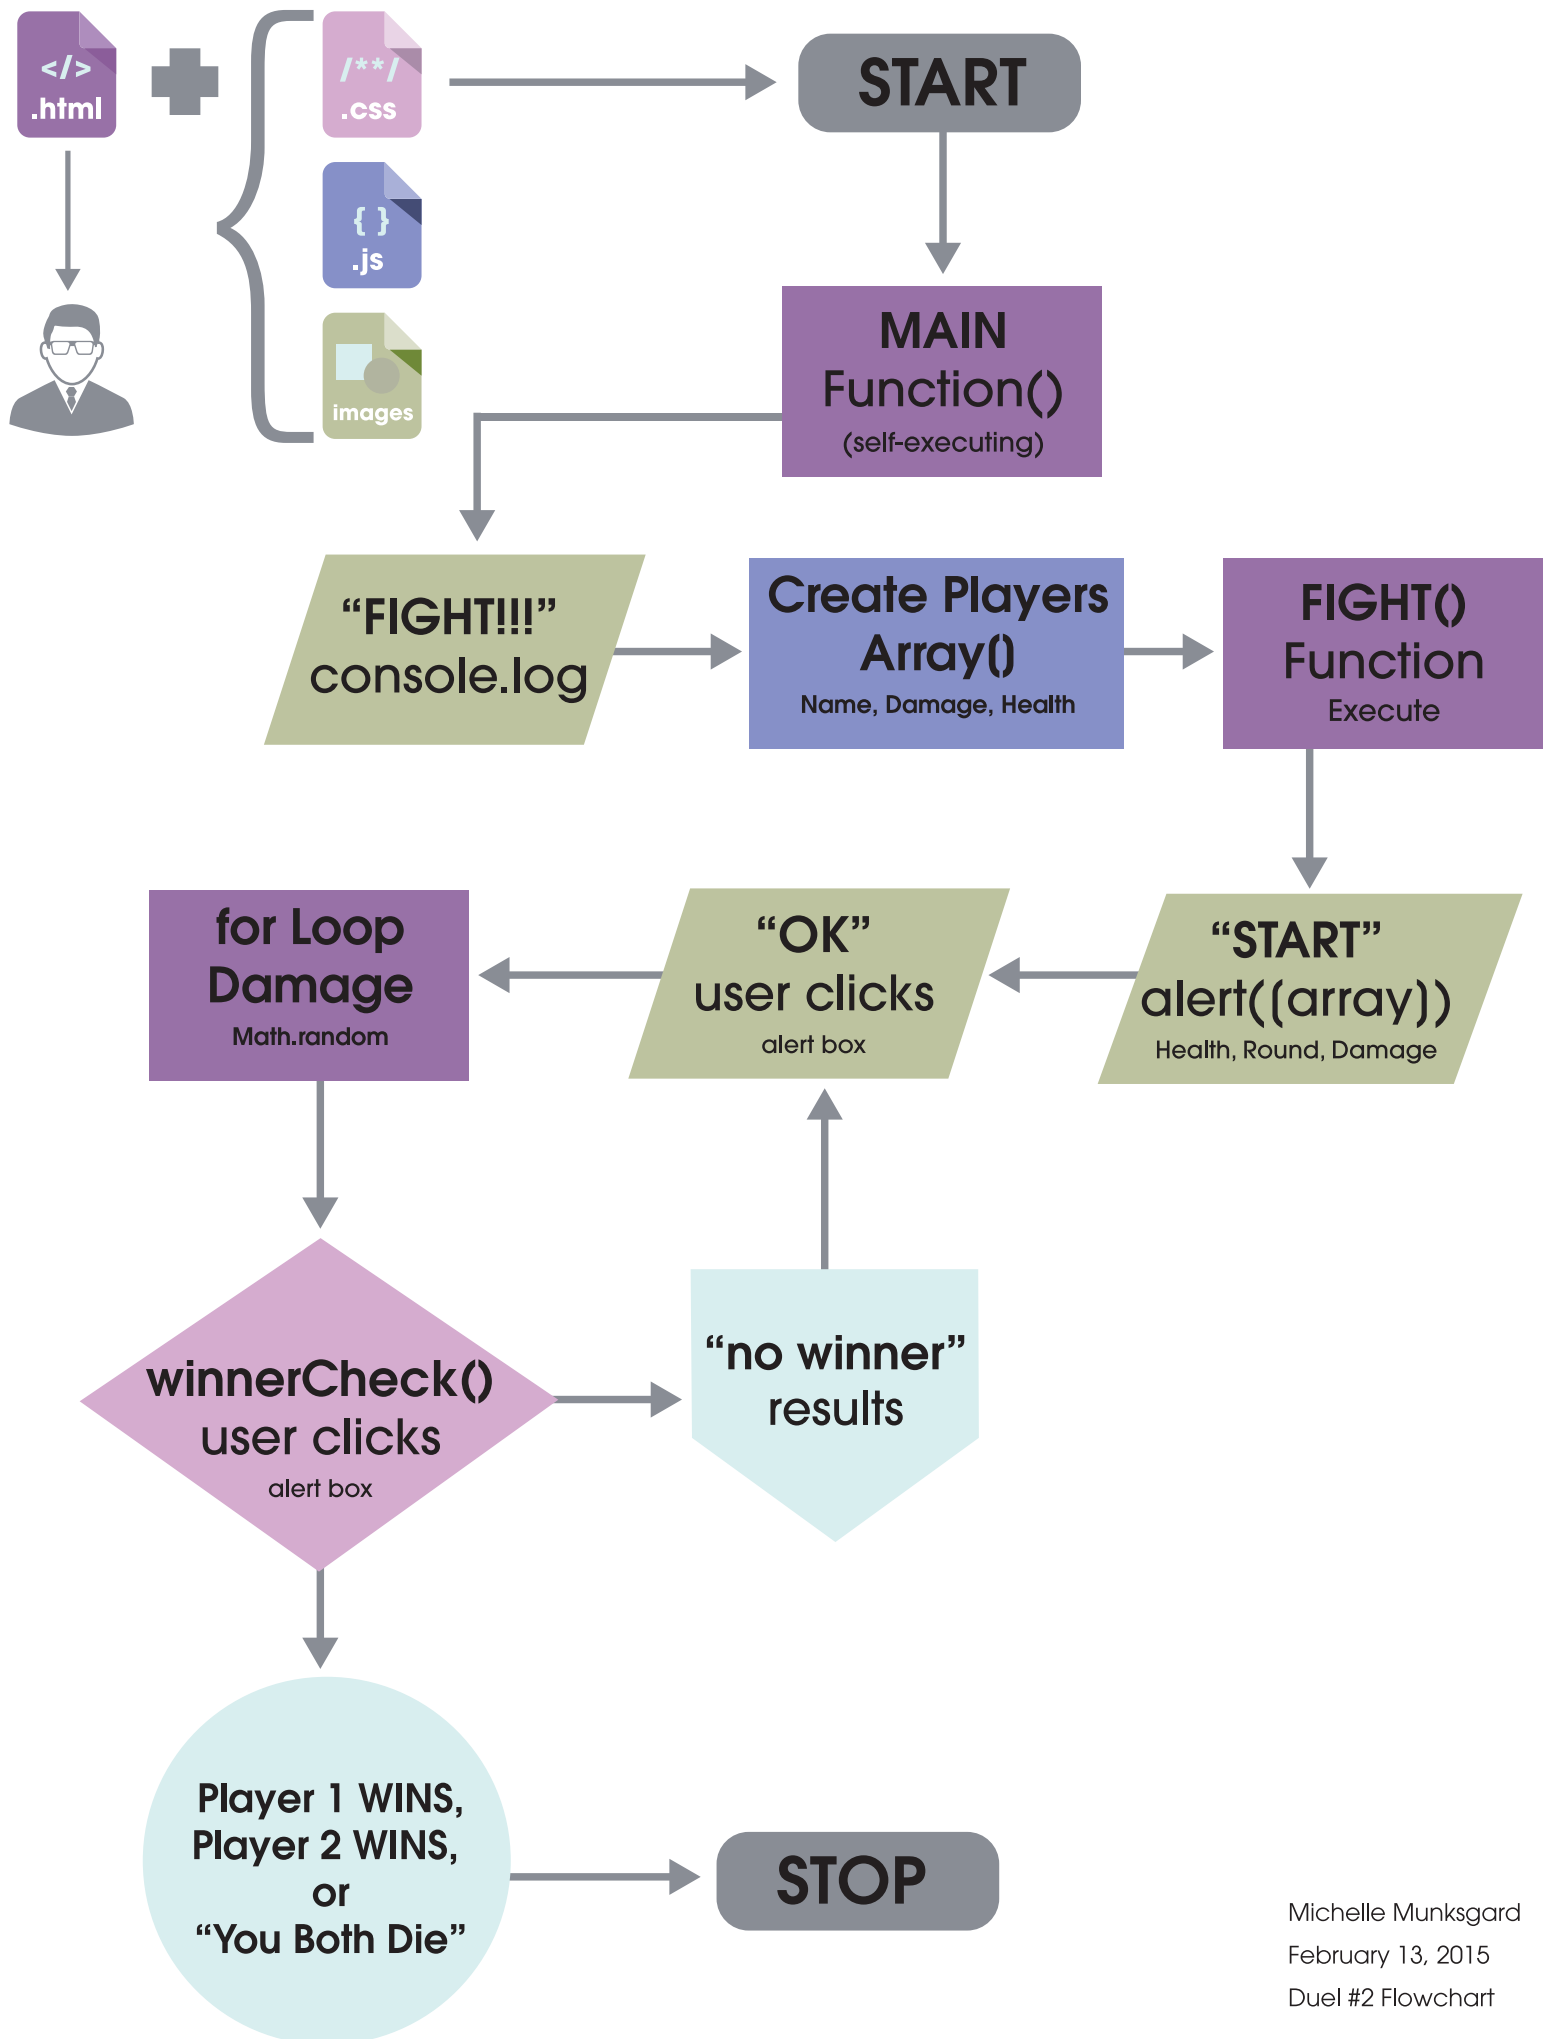 </>
.html
/**/
.css
{ }
.js
images
START
MAIN
Function()
(self-executing)
“FIGHT!!!”
console.log
Create Players
Array()
Name, Damage, Health
FIGHT()
Function
Execute
“START”
alert((array))
Health, Round, Damage
“OK”
user clicks
alert box
for Loop
Damage
Math.random
winnerCheck()
user clicks
alert box
“no winner”
results
Player 1 WINS,
Player 2 WINS,
or
“You Both Die”
STOP
Michelle Munksgard
February 13, 2015
Duel #2 Flowchart